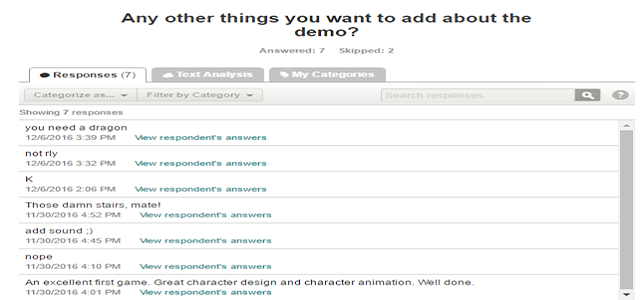 Any other things you want to add about the
demo?
Answered: 7 Skipped: 2
Responses (7) Text Analysis My Categories
Categorize as... Filter by Category Search responses ?
Showing 7 responses
you need a dragon
12/6/2016 3:39 PM View respondent's answers
not rly
12/6/2016 3:32 PM View respondent's answers
K
12/6/2016 2:06 PM View respondent's answers
Those damn stairs, mate!
11/30/2016 4:52 PM View respondent's answers
add sound ;)
11/30/2016 4:45 PM View respondent's answers
nope
11/30/2016 4:10 PM View respondent's answers
An excellent first game. Great character design and character animation. Well done.
11/30/2016 4:01 PM View respondent's answers